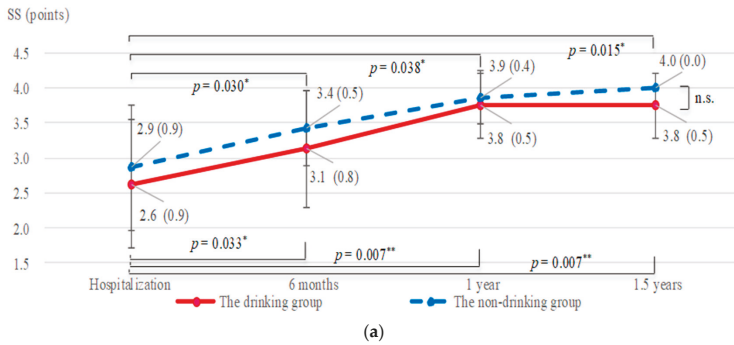 SS (points)
4.5
4.0
3.5
3.0
2.5
2.0
1.5
p = 0.030*
p = 0.038*
p = 0.015*
2.9 (0.9)
3.4 (0.5)
3.9 (0.4)
4.0 (0.0)
n.s.
2.6 (0.9)
3.1 (0.8)
3.8 (0.5)
3.8 (0.5)
p = 0.033*
p = 0.007**
p = 0.007**
Hospitalization 6 months 1 year 1.5 years
The drinking group The non-drinking group
(a)